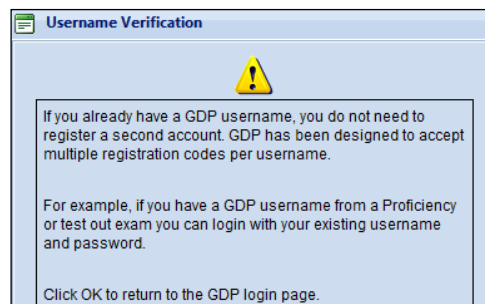 Username Verification
If you already have a GDP username, you do not need to
register a second account. GDP has been designed to accept
multiple registration codes per username.
For example, if you have a GDP username from a Proficiency
or test out exam you can login with your existing username
and password.
Click OK to return to the GDP login page.